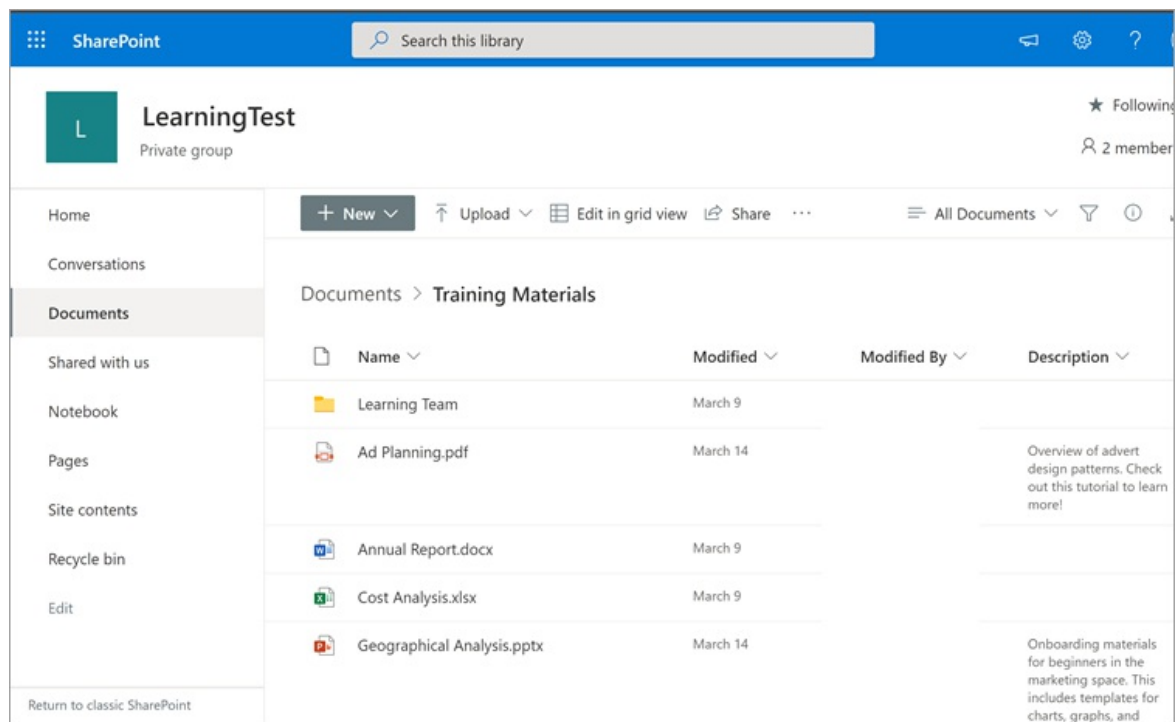 SharePoint
Search this library
?
L
LearningTest
Private group
Following
2 member
Home
Conversations
Documents
Shared with us
Notebook
Pages
Site contents
Recycle bin
Edit
Return to classic SharePoint
+ New
Upload
Edit in grid view
Share
...
All Documents
Documents > Training Materials
Name Modified Modified By Description
Learning Team March 9
Ad Planning.pdf March 14
Overview of advert
design patterns. Check
out this tutorial to learn
more!
Annual Report.docx March 9
Cost Analysis.xlsx March 9
Geographical Analysis.pptx March 14
Onboarding materials
for beginners in the
marketing space. This
includes templates for
charts, graphs, and